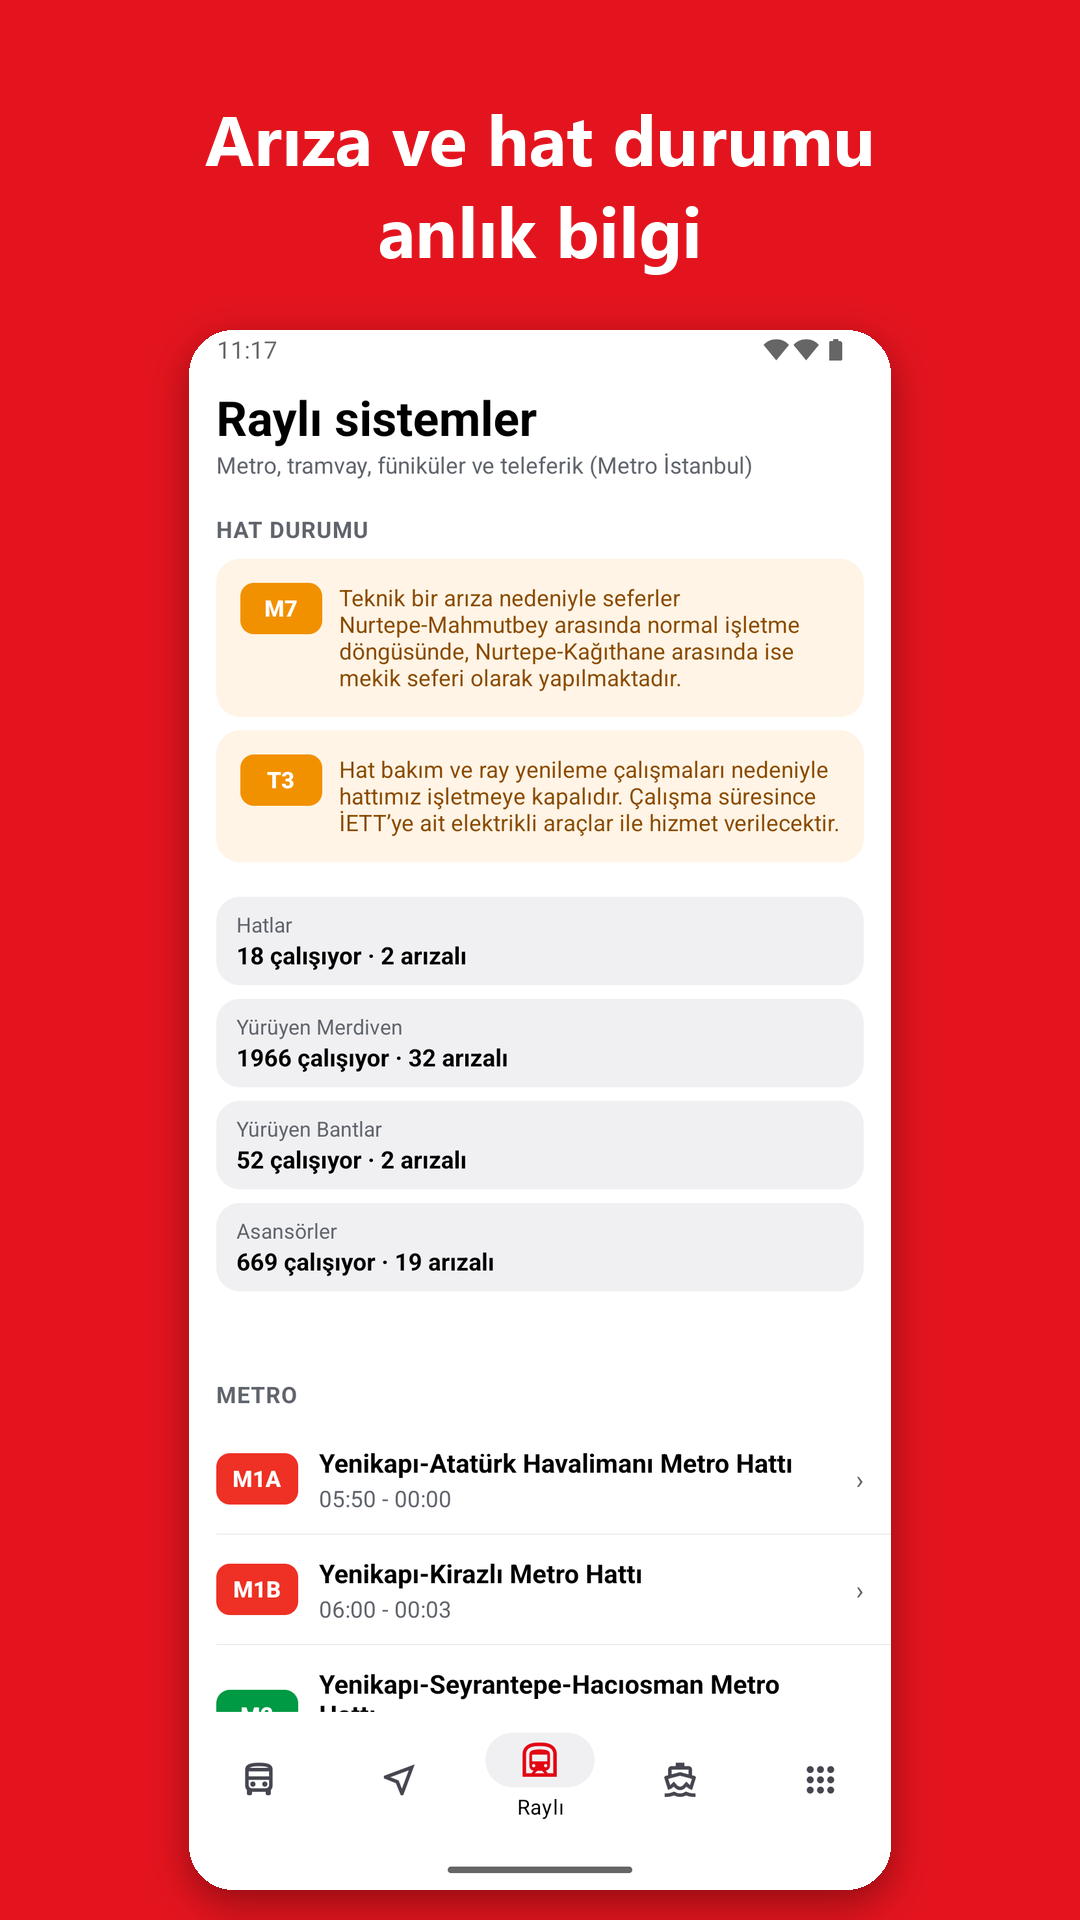 Arıza ve hat durumu
anlık bilgi
11:17
Raylı sistemler
Metro, tramvay, füniküler ve teleferik (Metro İstanbul)
HAT DURUMU
M7
Teknik bir arıza nedeniyle seferler
Nurtepe-Mahmutbey arasında normal işletme
döngüsünde, Nurtepe-Kağıthane arasında ise
mekik seferi olarak yapılmaktadır.
T3
Hat bakım ve ray yenileme çalışmaları nedeniyle
hattımız işletmeye kapalıdır. Çalışma süresince
İETT’ye ait elektrikli araçlar ile hizmet verilecektir.
Hatlar
18 çalışıyor · 2 arızalı
Yürüyen Merdiven
1966 çalışıyor · 32 arızalı
Yürüyen Bantlar
52 çalışıyor · 2 arızalı
Asansörler
669 çalışıyor · 19 arızalı
METRO
M1A
Yenikapı-Atatürk Havalimanı Metro Hattı
05:50 - 00:00
›
M1B
Yenikapı-Kirazlı Metro Hattı
06:00 - 00:03
›
Yenikapı-Seyrantepe-Hacıosman Metro
Hattı
Raylı